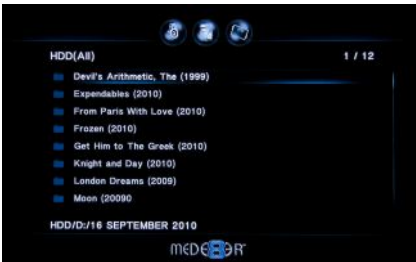 HDD(All) 1 / 12
Devil's Arithmetic, The (1999)
Expendables (2010)
From Paris With Love (2010)
Frozen (2010)
Get Him to The Greek (2010)
Knight and Day (2010)
London Dreams (2009)
Moon (20090
HDD/D:/16 SEPTEMBER 2010
MEDE8ER